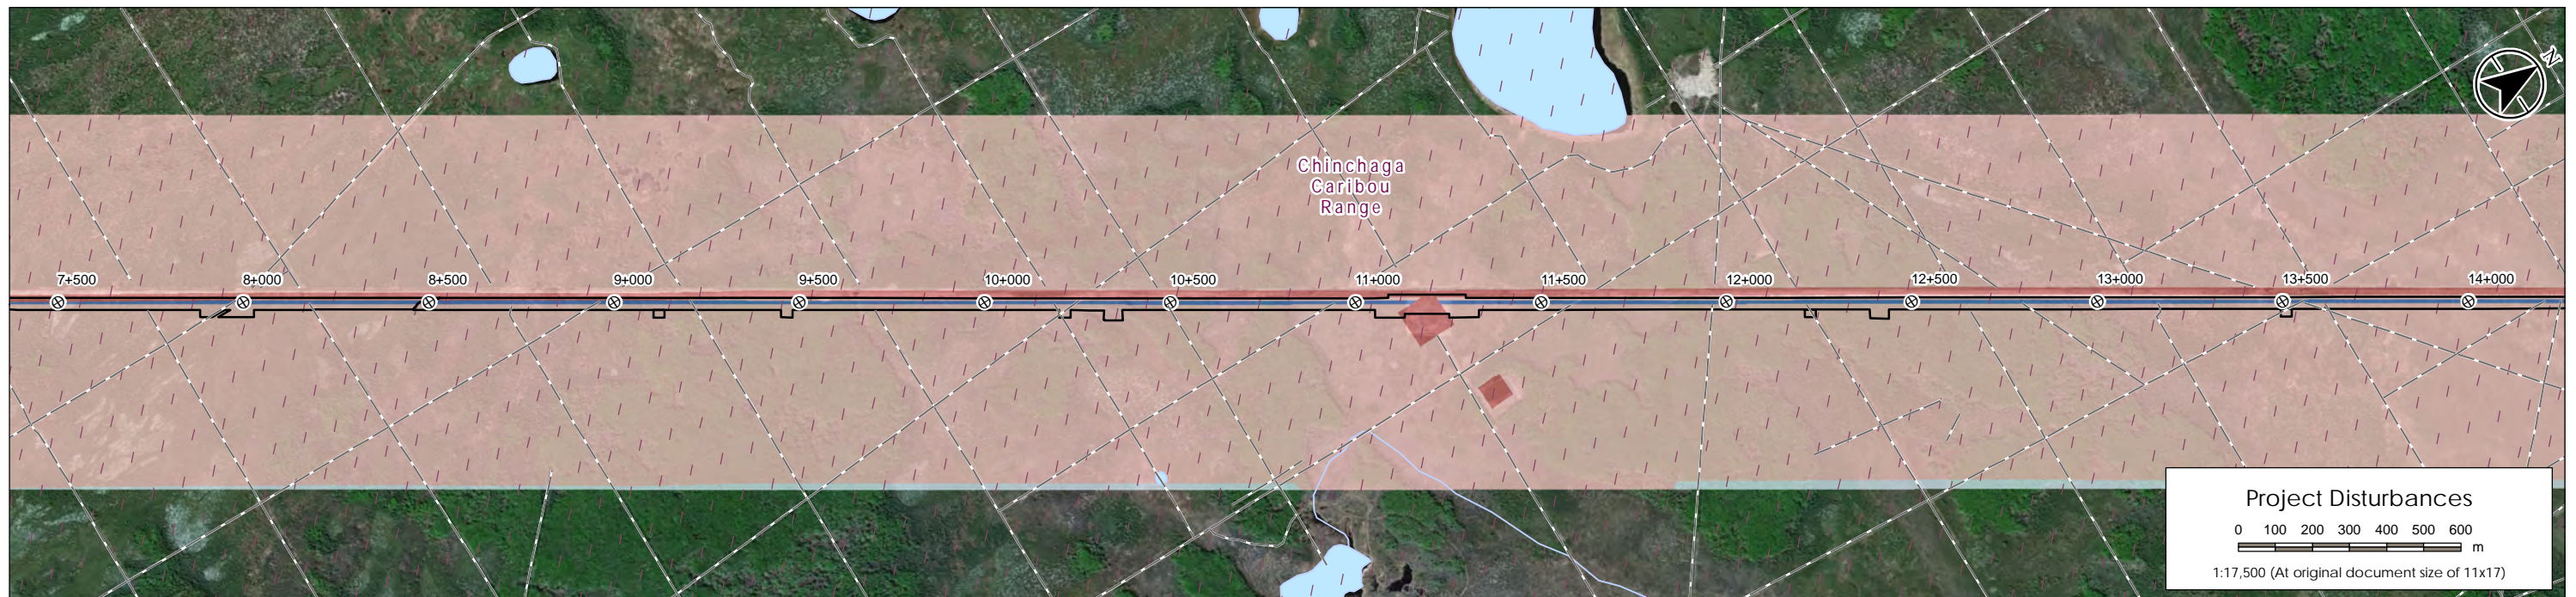 N
Chinchaga
Caribou
Range
7+500 8+000 8+500 9+000 9+500 10+000 10+500 11+000 11+500 12+000 12+500 13+000 13+500 14+000
Project Disturbances
0 100 200 300 400 500 600
m
1:17,500 (At original document size of 11x17)